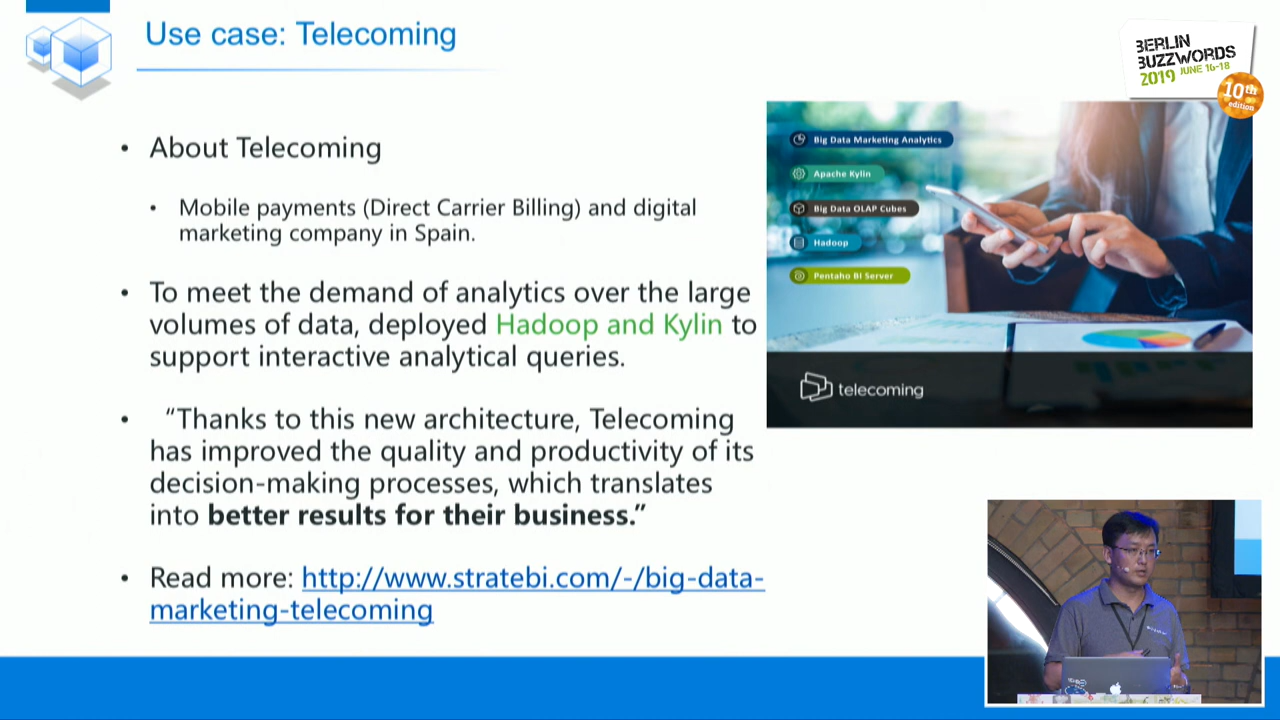 Use case: Telecoming
BERLIN
BUZZWORDS
2019 JUNE 16-18
10th
edition
• About Telecoming
• Mobile payments (Direct Carrier Billing) and digital
marketing company in Spain.
• To meet the demand of analytics over the large
volumes of data, deployed Hadoop and Kylin to
support interactive analytical queries.
• “Thanks to this new architecture, Telecoming
has improved the quality and productivity of its
decision-making processes, which translates
into better results for their business.”
• Read more: http://www.stratebi.com/-/big-data-
marketing-telecoming
Big Data Marketing Analytics
Apache Kylin
Big Data OLAP Cubes
Hadoop
Pentaho BI Server
telecoming